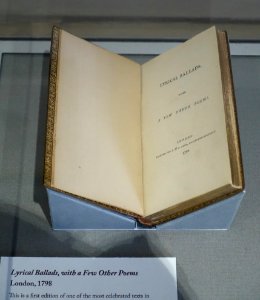 LYRICAL BALLADS,
A FEW OTHER POEMS.
LONDON
1798
Lyrical Ballads, with a Few Other Poems
London, 1798
This is a first edition of one of the most celebrated texts in